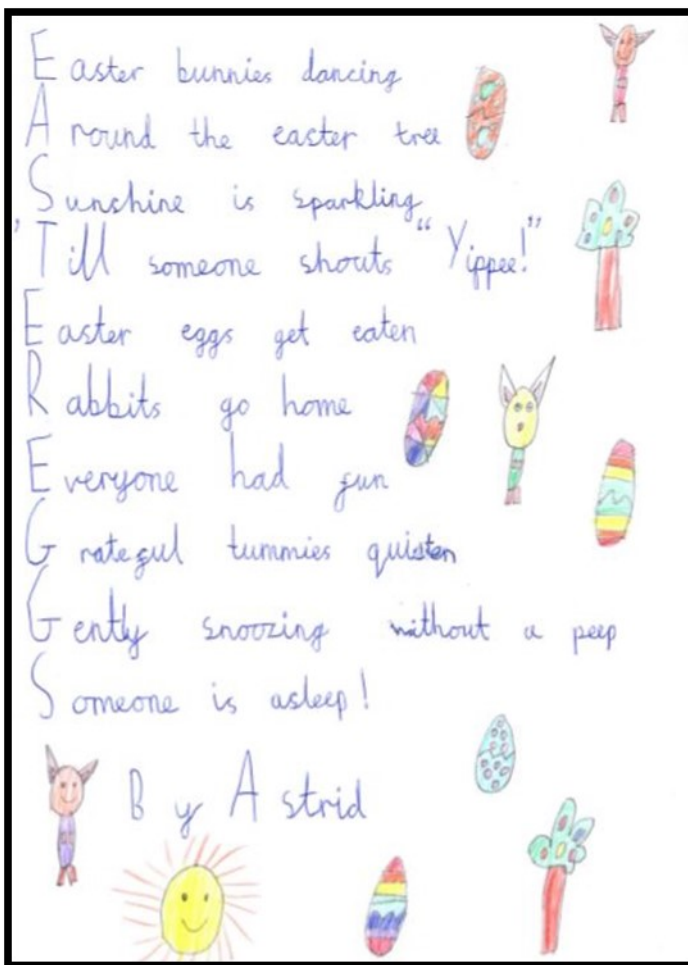 Easter bunnies dancing
Around the easter tree
Sunshine is sparkling
'Till someone shouts "Yippee!"
Easter eggs get eaten
Rabbits go home
Everyone had fun
Grateful tummies quisten
Gently snoozing without a peep
Someone is asleep!
By Astrid